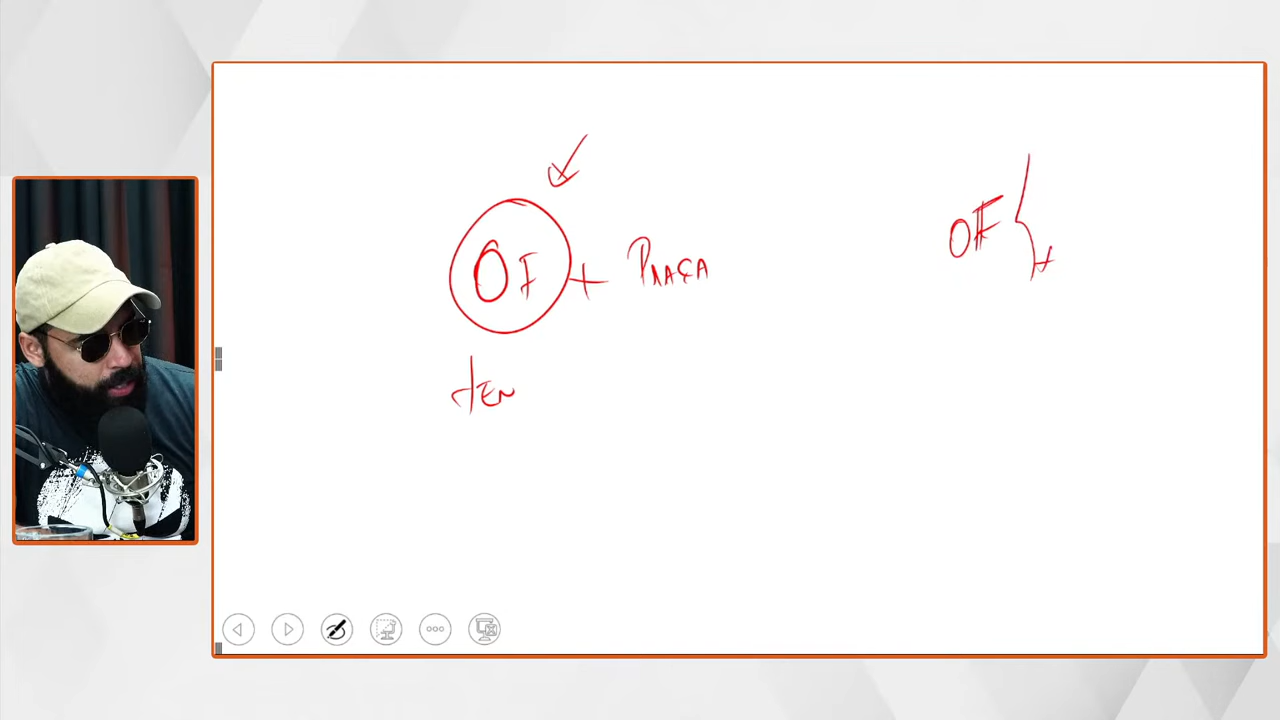 OF + PRAÇA
OF {
TEN